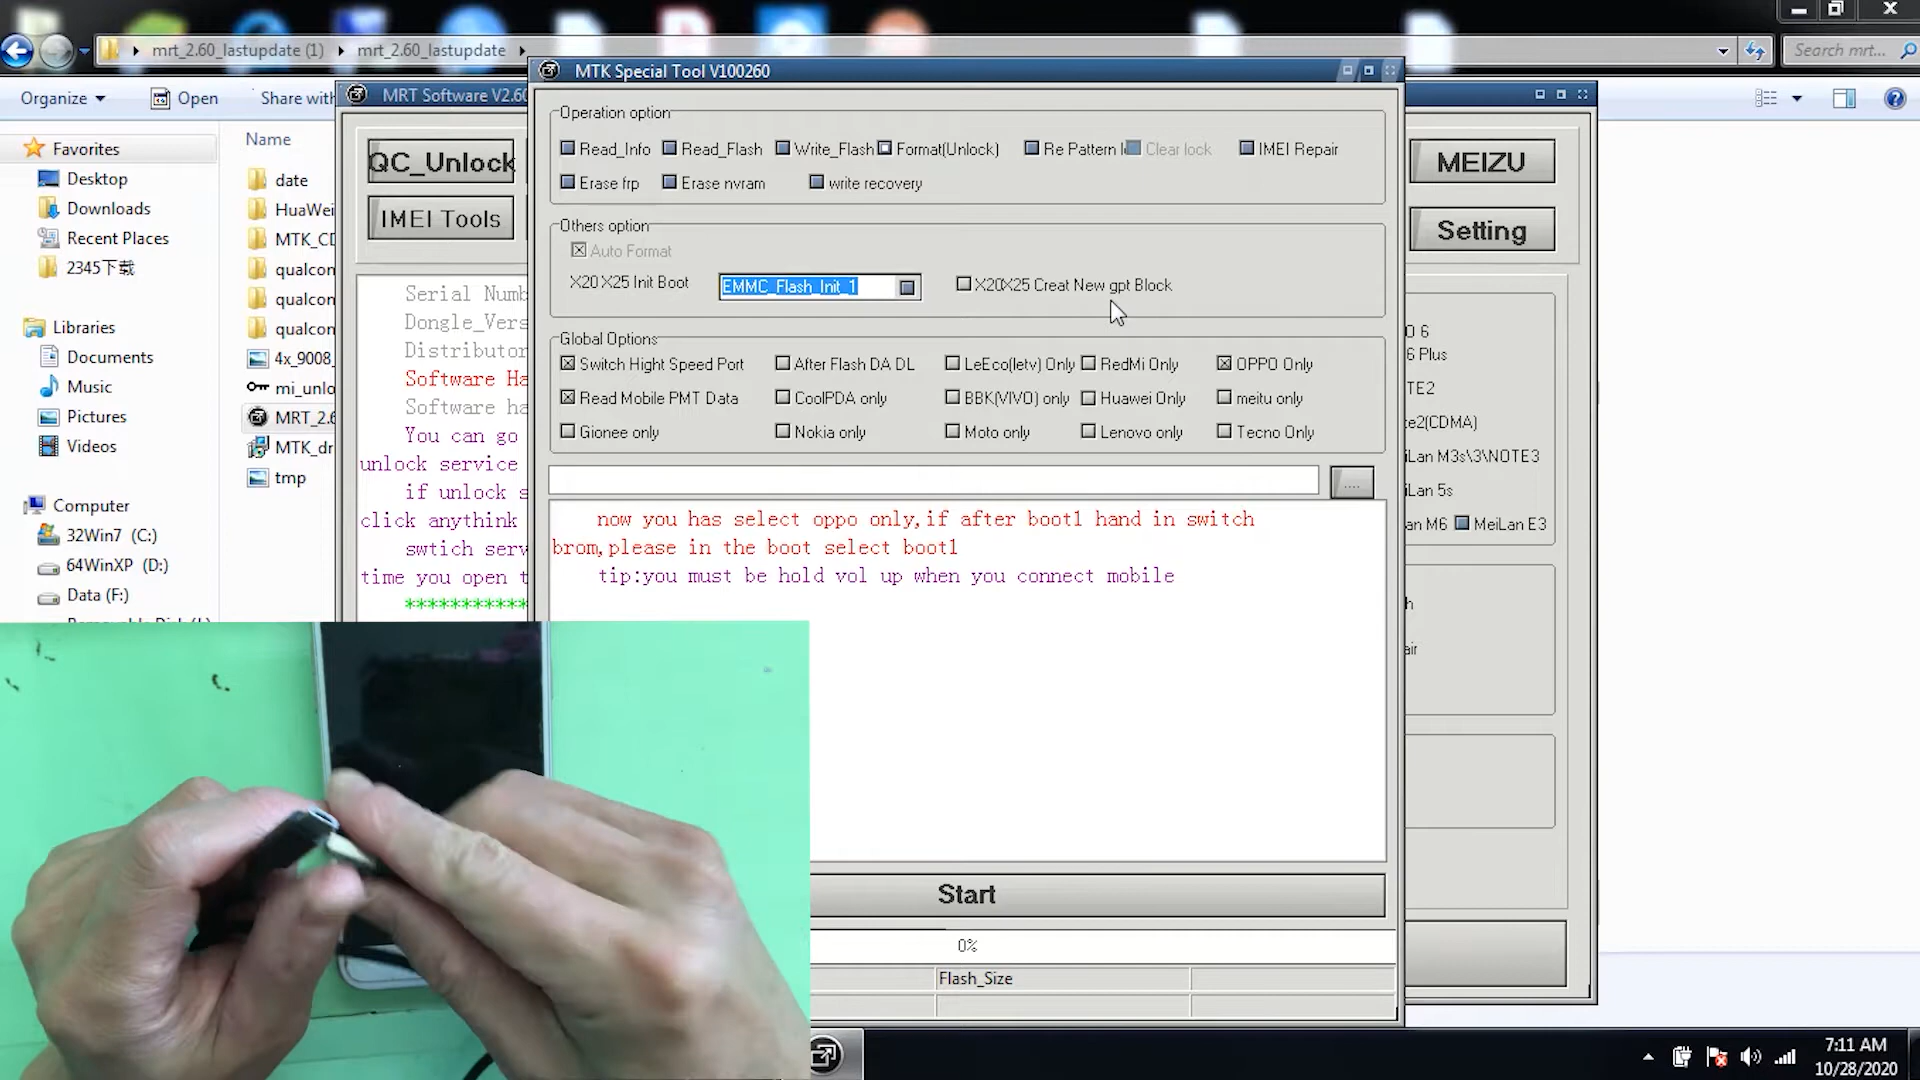 mrt_2.60_lastupdate (1)
mrt_2.60_lastupdate
Search mrt...
Organize
Open
Share with
MRT Software V2.60
MTK Special Tool V100260
Favorites
Desktop
Downloads
Recent Places
2345下载
Libraries
Documents
Music
Pictures
Videos
Computer
32Win7 (C:)
64WinXP (D:)
Data (F:)
Name
date
HuaWei
MTK_CD
qualcon
qualcon
qualcon
4x_9008_
mi_unlo
MRT_2.6
MTK_dr
tmp
QC_Unlock
IMEI Tools
MEIZU
Setting
Serial Numb
Dongle_Vers
Distributor
Software Ha
Software ha
You can go
unlock service
if unlock s
click anythink
swtich serv
time you open t
************
Operation option
Read_Info
Read_Flash
Write_Flash
Format(Unlock)
Re Pattern l
Clear lock
IMEI Repair
Erase frp
Erase nvram
write recovery
Others option
Auto Format
X20 X25 Init Boot
EMMC_Flash_Init_1
X20X25 Creat New gpt Block
Global Options
Switch Hight Speed Port
After Flash DA DL
LeEco(letv) Only
RedMi Only
OPPO Only
Read Mobile PMT Data
CoolPDA only
BBK(VIVO) only
Huawei Only
meitu only
Gionee only
Nokia only
Moto only
Lenovo only
Tecno Only
....
now you has select oppo only,if after boot1 hand in switch
brom,please in the boot select boot1
tip:you must be hold vol up when you connect mobile
Start
0%
Flash_Size
O 6
6 Plus
TE2
te2(CDMA)
iLan M3s\3\NOTE3
iLan 5s
an M6
MeiLan E3
h
air
7:11 AM
10/28/2020